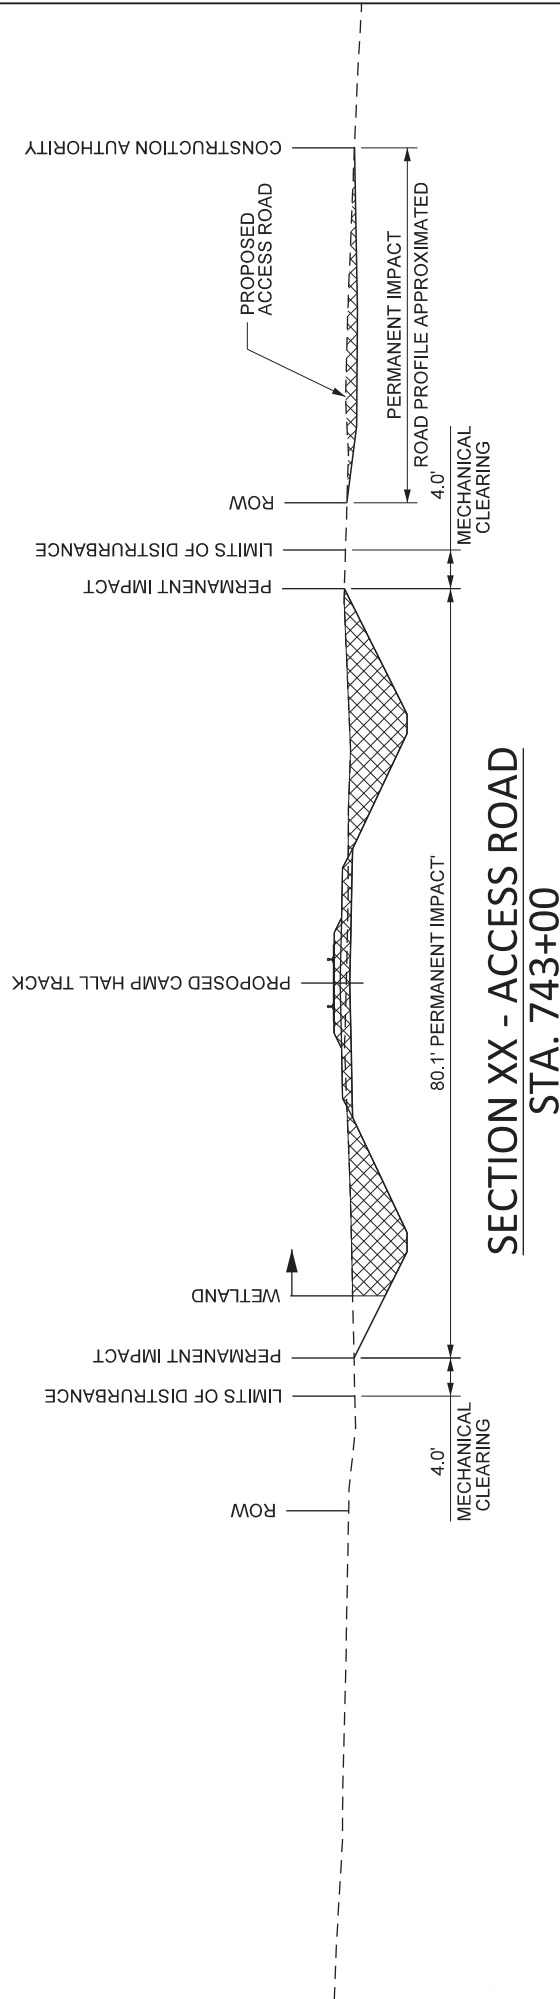 ROW
LIMITS OF DISTRURBANCE
PERMANENT IMPACT
WETLAND
PROPOSED CAMP HALL TRACK
PERMANENT IMPACT
LIMITS OF DISTRURBANCE
ROW
PROPOSED
ACCESS ROAD
CONSTRUCTION AUTHORITY
PERMANENT IMPACT
ROAD PROFILE APPROXIMATED
4.0'
MECHANICAL
CLEARING
80.1' PERMANENT IMPACT'
4.0'
MECHANICAL
CLEARING
SECTION XX - ACCESS ROAD
STA. 743+00